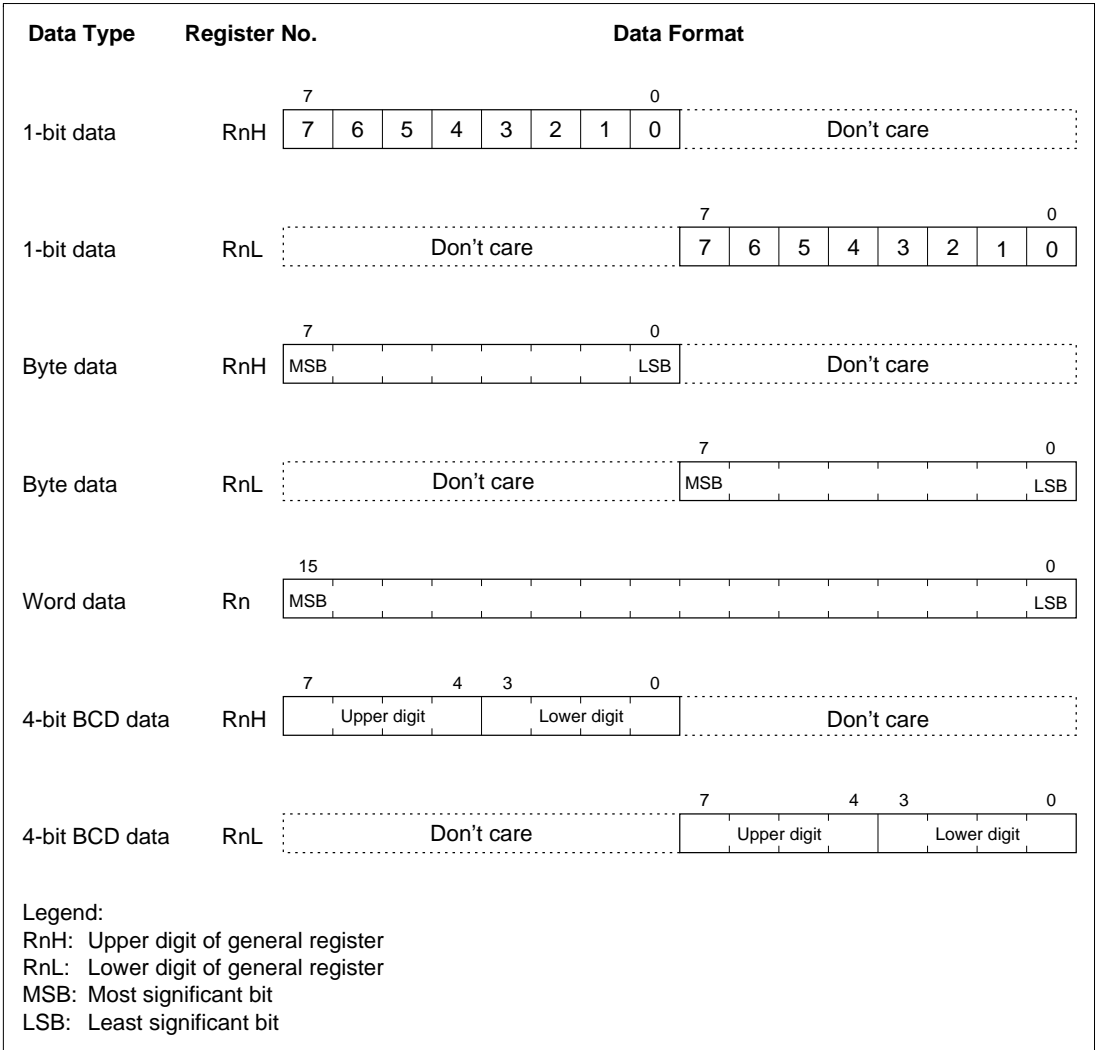 Data Type Register No. Data Format
7 0
1-bit data RnH 7 6 5 4 3 2 1 0 Don't care
7 0
1-bit data RnL Don't care 7 6 5 4 3 2 1 0
7 0
Byte data RnH MSB LSB Don't care
7 0
Byte data RnL Don't care MSB LSB
15 0
Word data Rn MSB LSB
7 4 3 0
4-bit BCD data RnH Upper digit Lower digit Don't care
7 4 3 0
4-bit BCD data RnL Don't care Upper digit Lower digit
Legend:
RnH: Upper digit of general register
RnL: Lower digit of general register
MSB: Most significant bit
LSB: Least significant bit